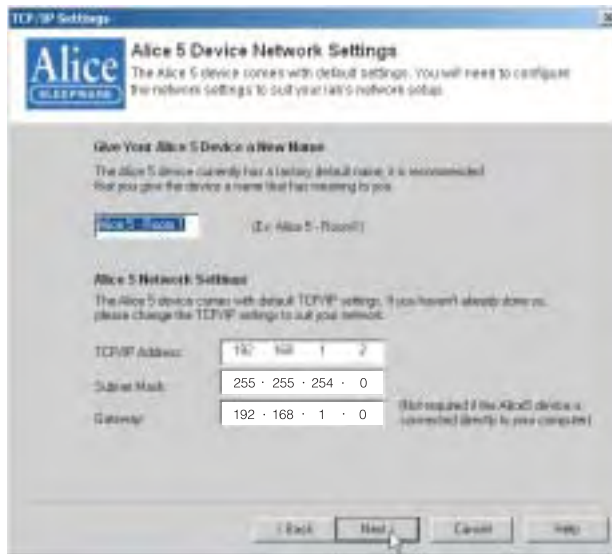 TCP/IP Settings
Alice
SLEEPWARE
Alice 5 Device Network Settings
The Alice 5 device comes with default settings. You will need to configure
the network settings to suit your lab's network setup.
Give Your Alice 5 Device a New Name
The Alice 5 device currently has a factory default name, it is recommended
that you give the device a name that has meaning to you.
Alice 5 - Room 1 (Ex: Alice 5 - Room1)
Alice 5 Network Settings
The Alice 5 device comes with default TCP/IP settings. If you haven't already done so,
please change the TCP/IP settings to suit your network.
TCP/IP Address: 192 168 1 2
Subnet Mask: 255 . 255 . 254 . 0
Gateway: 192 . 168 . 1 . 0
(Not required if the Alice5 device is
connected directly to your computer)
< Back Next > Cancel Help